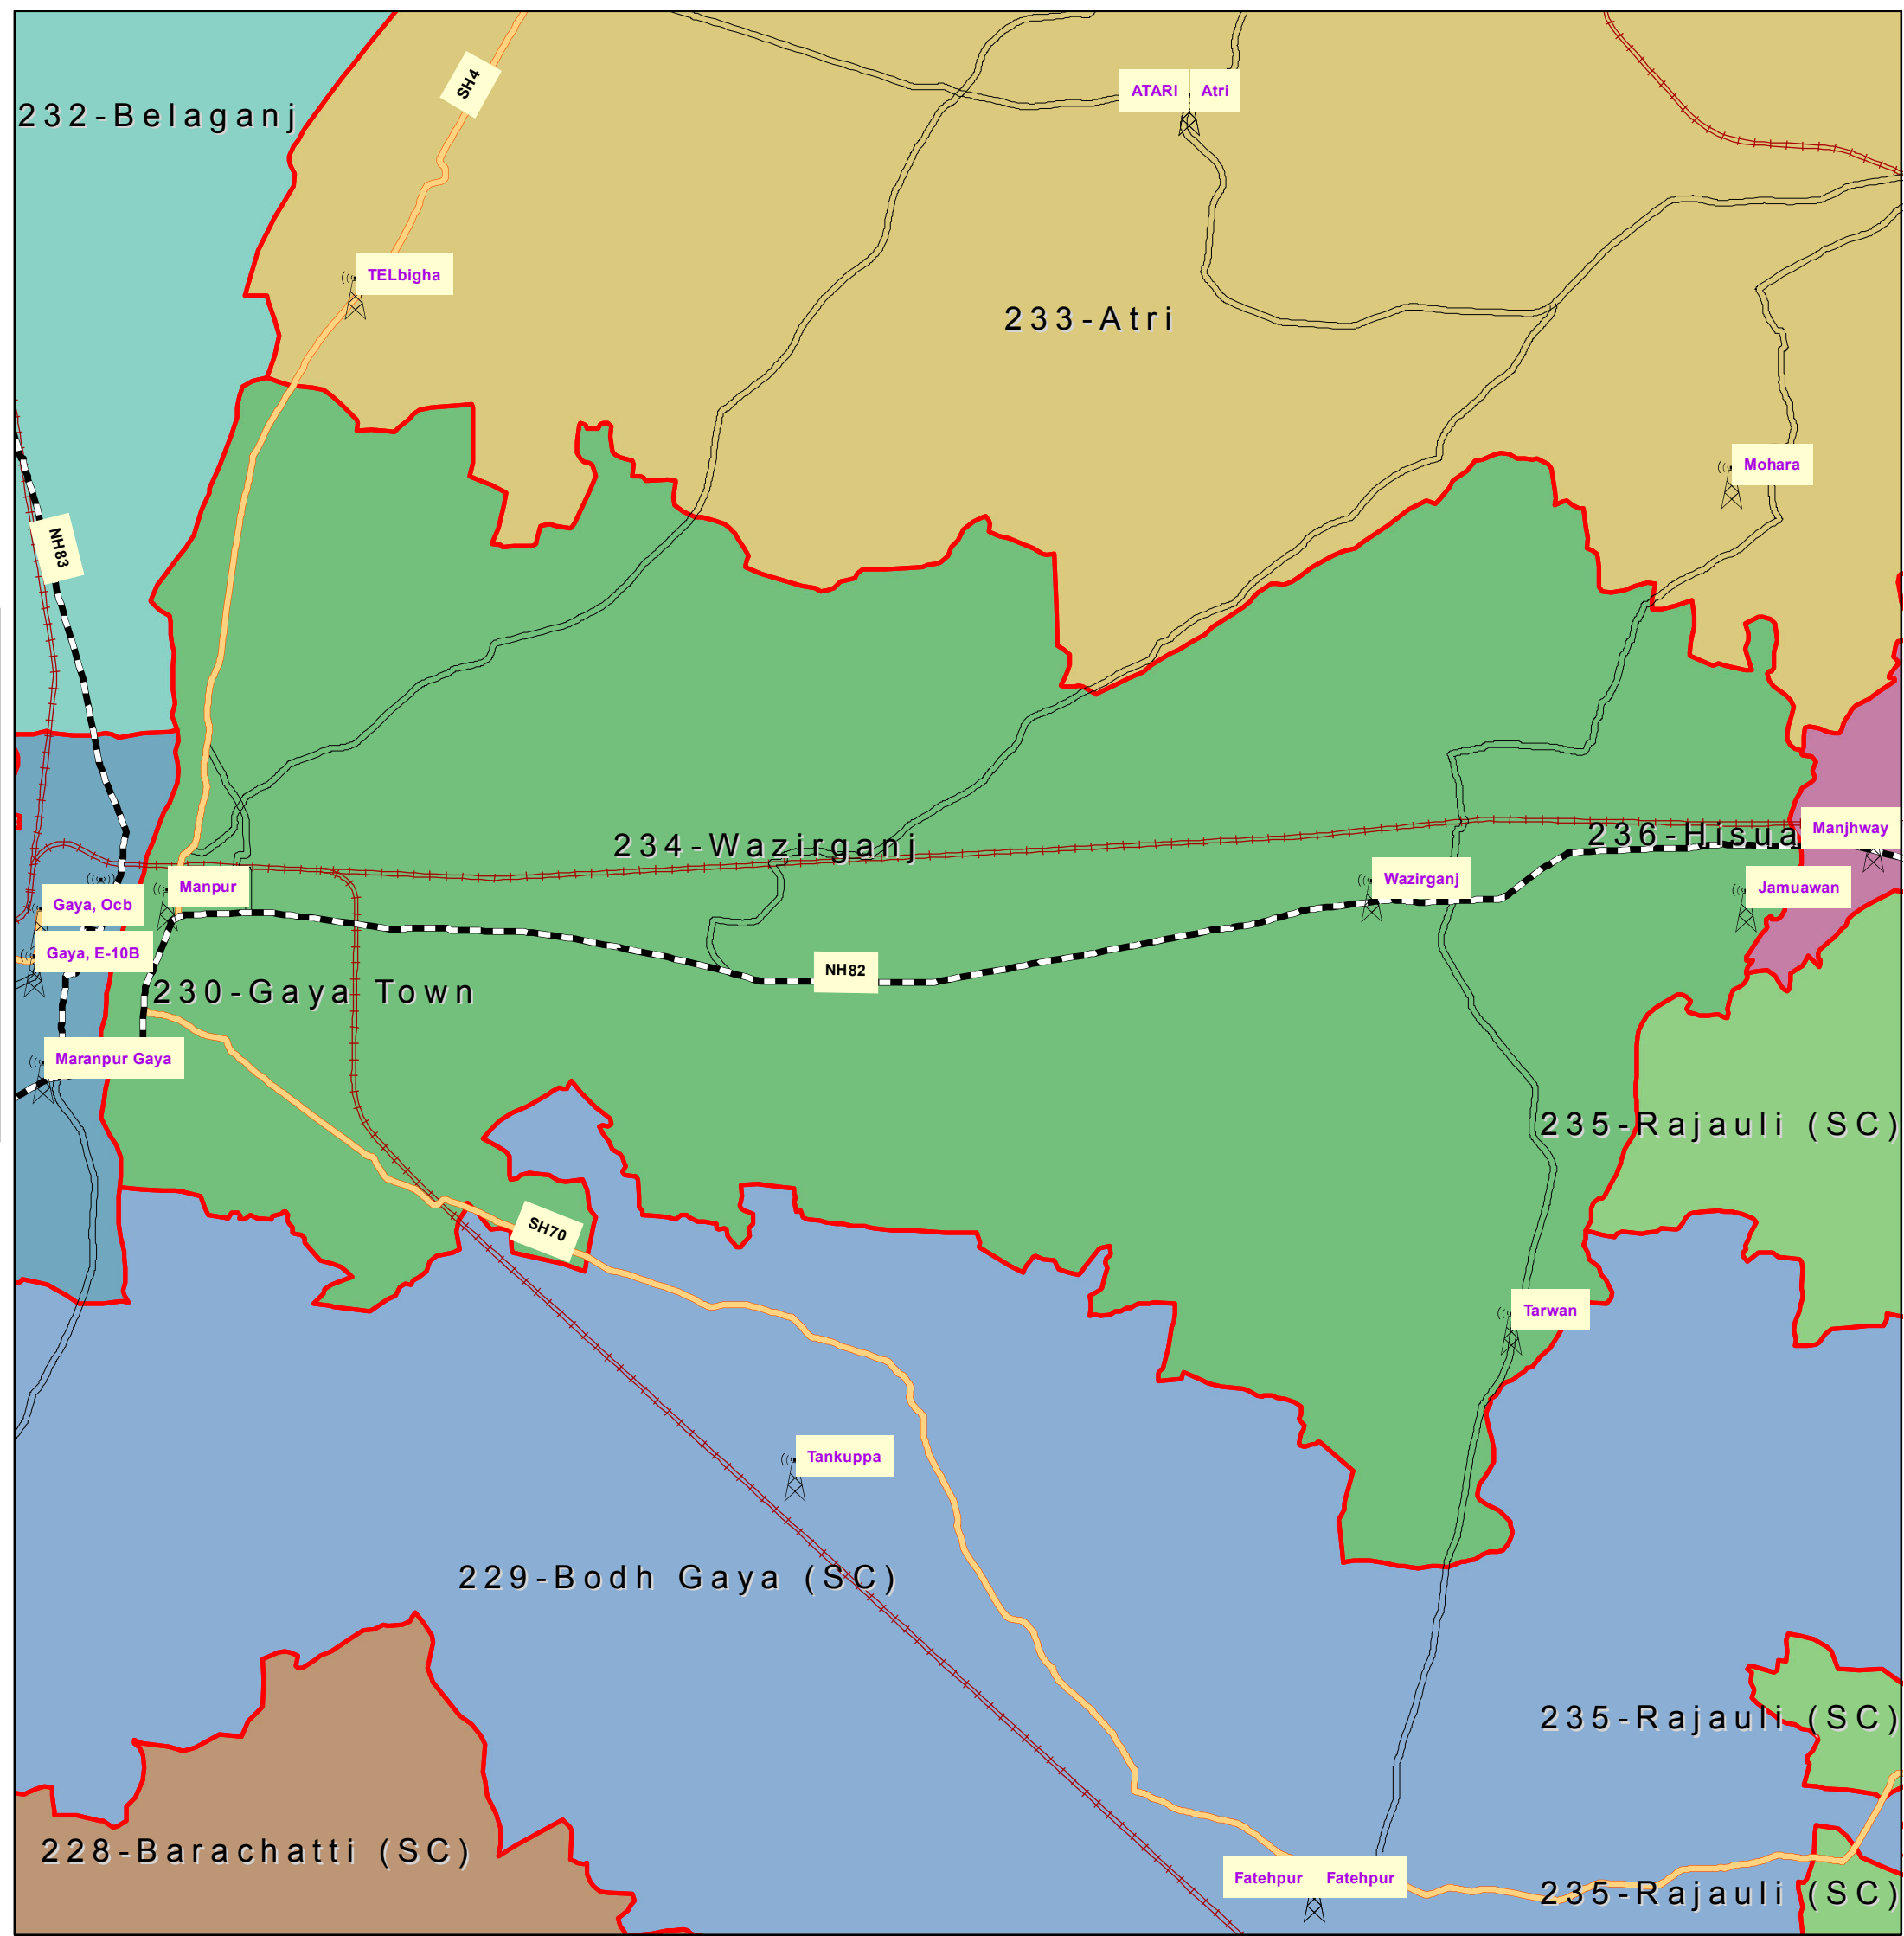 SH4
ATARI Atri
232-Belaganj
TELbigha
233-Atri
Mohara
NH83
Manjhway
234-Wazirganj
236-Hisua
Wazirganj
Manpur
Jamuawan
Gaya, Ocb
Gaya, E-10B
NH82
230-Gaya Town
Maranpur Gaya
235-Rajauli (SC)
SH70
Tarwan
Tankuppa
229-Bodh Gaya (SC)
235-Rajauli (SC)
228-Barachatti (SC)
Fatehpur Fatehpur
235-Rajauli (SC)